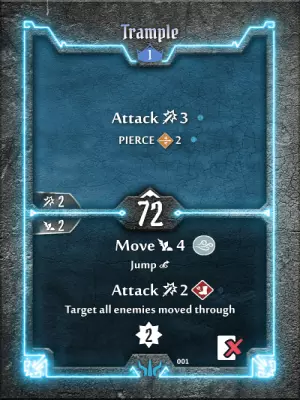 Trample
1
Attack 3
PIERCE 2
2
72
2
Move 4
Jump
Attack 2
Target all enemies moved through
2
001